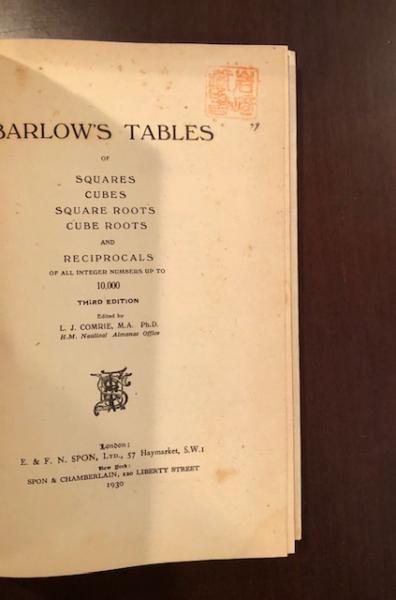 BARLOW'S TABLES
OF
SQUARES
CUBES
SQUARE ROOTS
CUBE ROOTS
AND
RECIPROCALS
OF ALL INTEGER NUMBERS UP TO
10,000
THIRD EDITION
Edited by
L. J. COMRIE, M.A. Ph.D.
H.M. Nautical Almanac Office
London:
E. & F. N. SPON, LTD., 57 Haymarket, S.W.1
New York:
SPON & CHAMBERLAIN, 120 LIBERTY STREET
1930